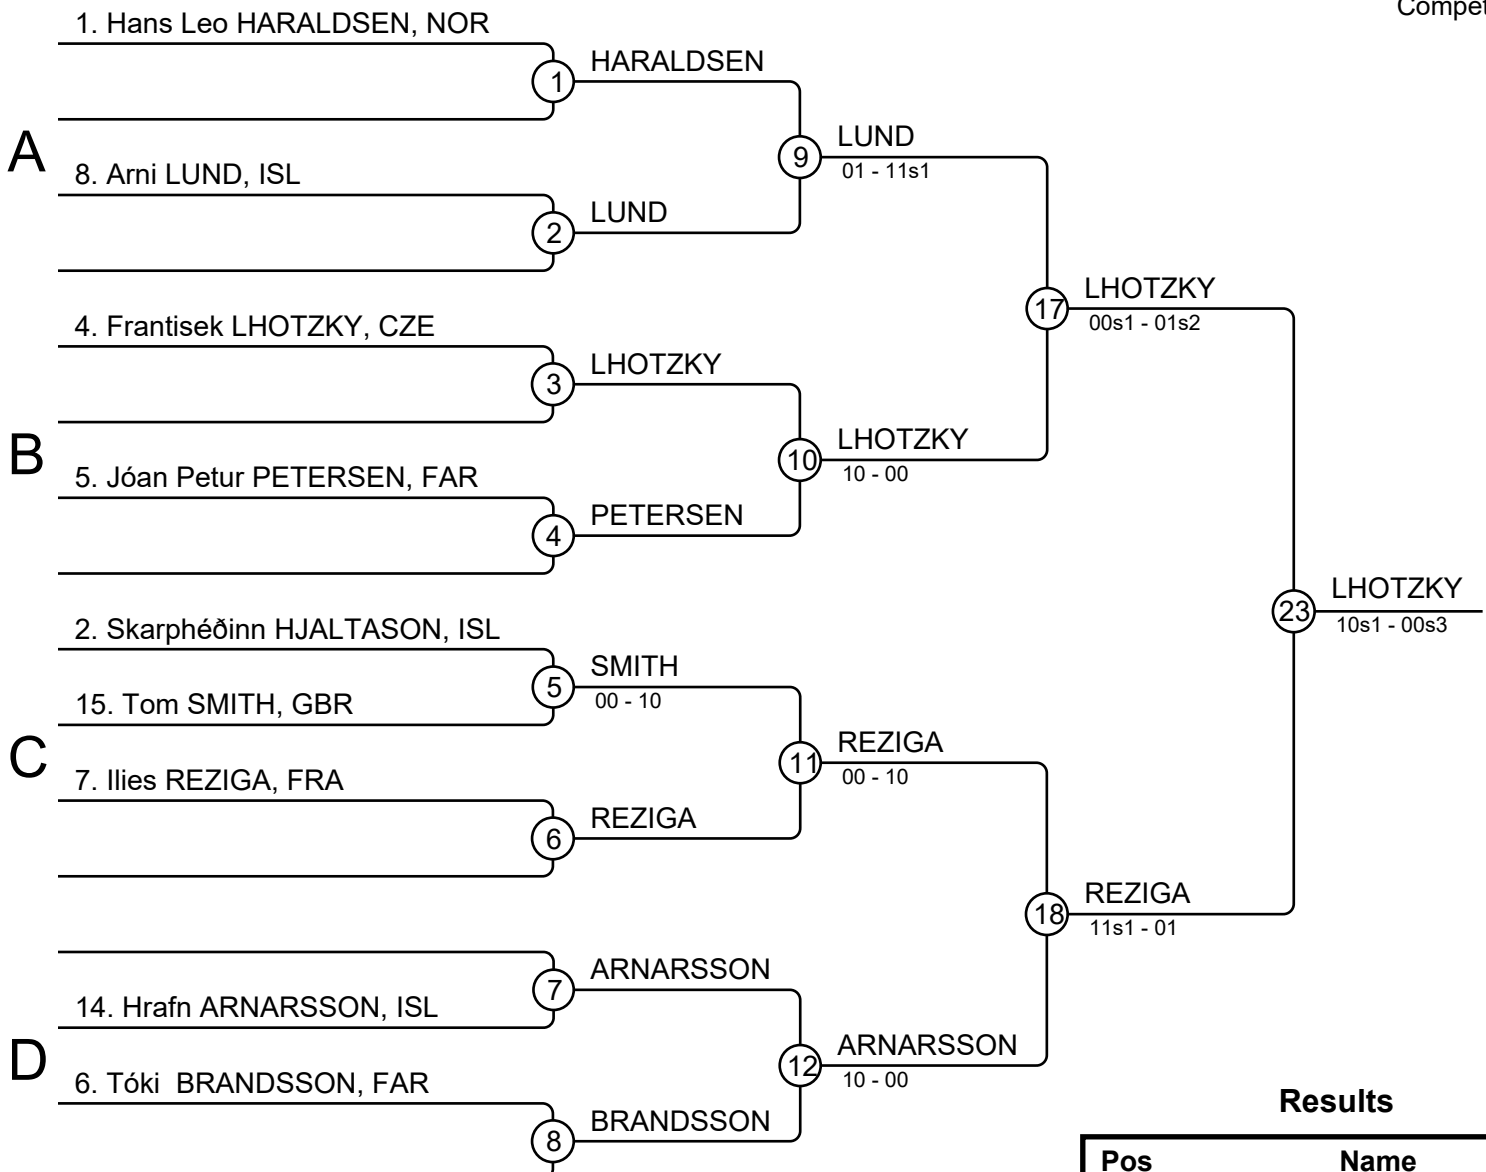 Compet
1. Hans Leo HARALDSEN, NOR
1
HARALDSEN
A
8. Arni LUND, ISL
2
LUND
9
LUND
01 - 11s1
4. Frantisek LHOTZKY, CZE
3
LHOTZKY
B
5. Jóan Petur PETERSEN, FAR
4
PETERSEN
10
LHOTZKY
10 - 00
17
LHOTZKY
00s1 - 01s2
2. Skarphéðinn HJALTASON, ISL
15. Tom SMITH, GBR
5
SMITH
00 - 10
C
7. Ilies REZIGA, FRA
6
REZIGA
11
REZIGA
00 - 10
14. Hrafn ARNARSSON, ISL
7
ARNARSSON
D
6. Tóki  BRANDSSON, FAR
8
BRANDSSON
12
ARNARSSON
10 - 00
18
REZIGA
11s1 - 01
23
LHOTZKY
10s1 - 00s3
Results
Pos Name